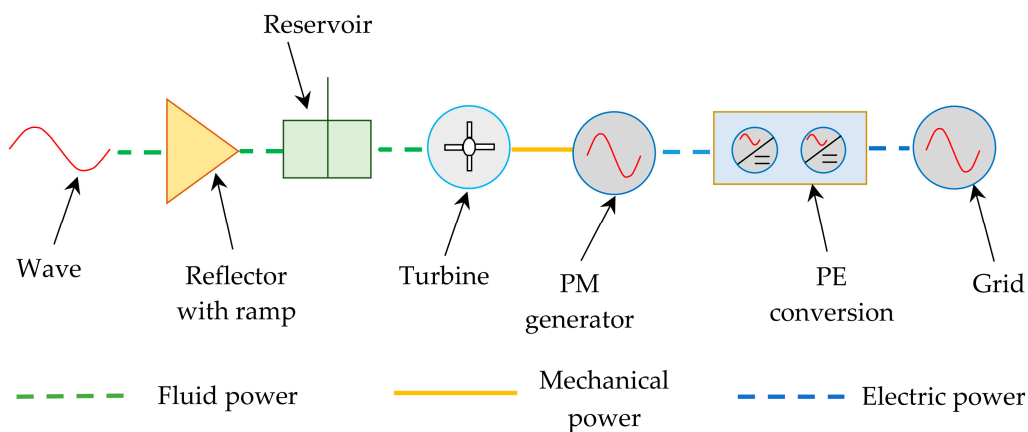 Reservoir
Wave
Reflector
with ramp
Turbine
PM
generator
PE
conversion
Grid
Fluid power
Mechanical
power
Electric power